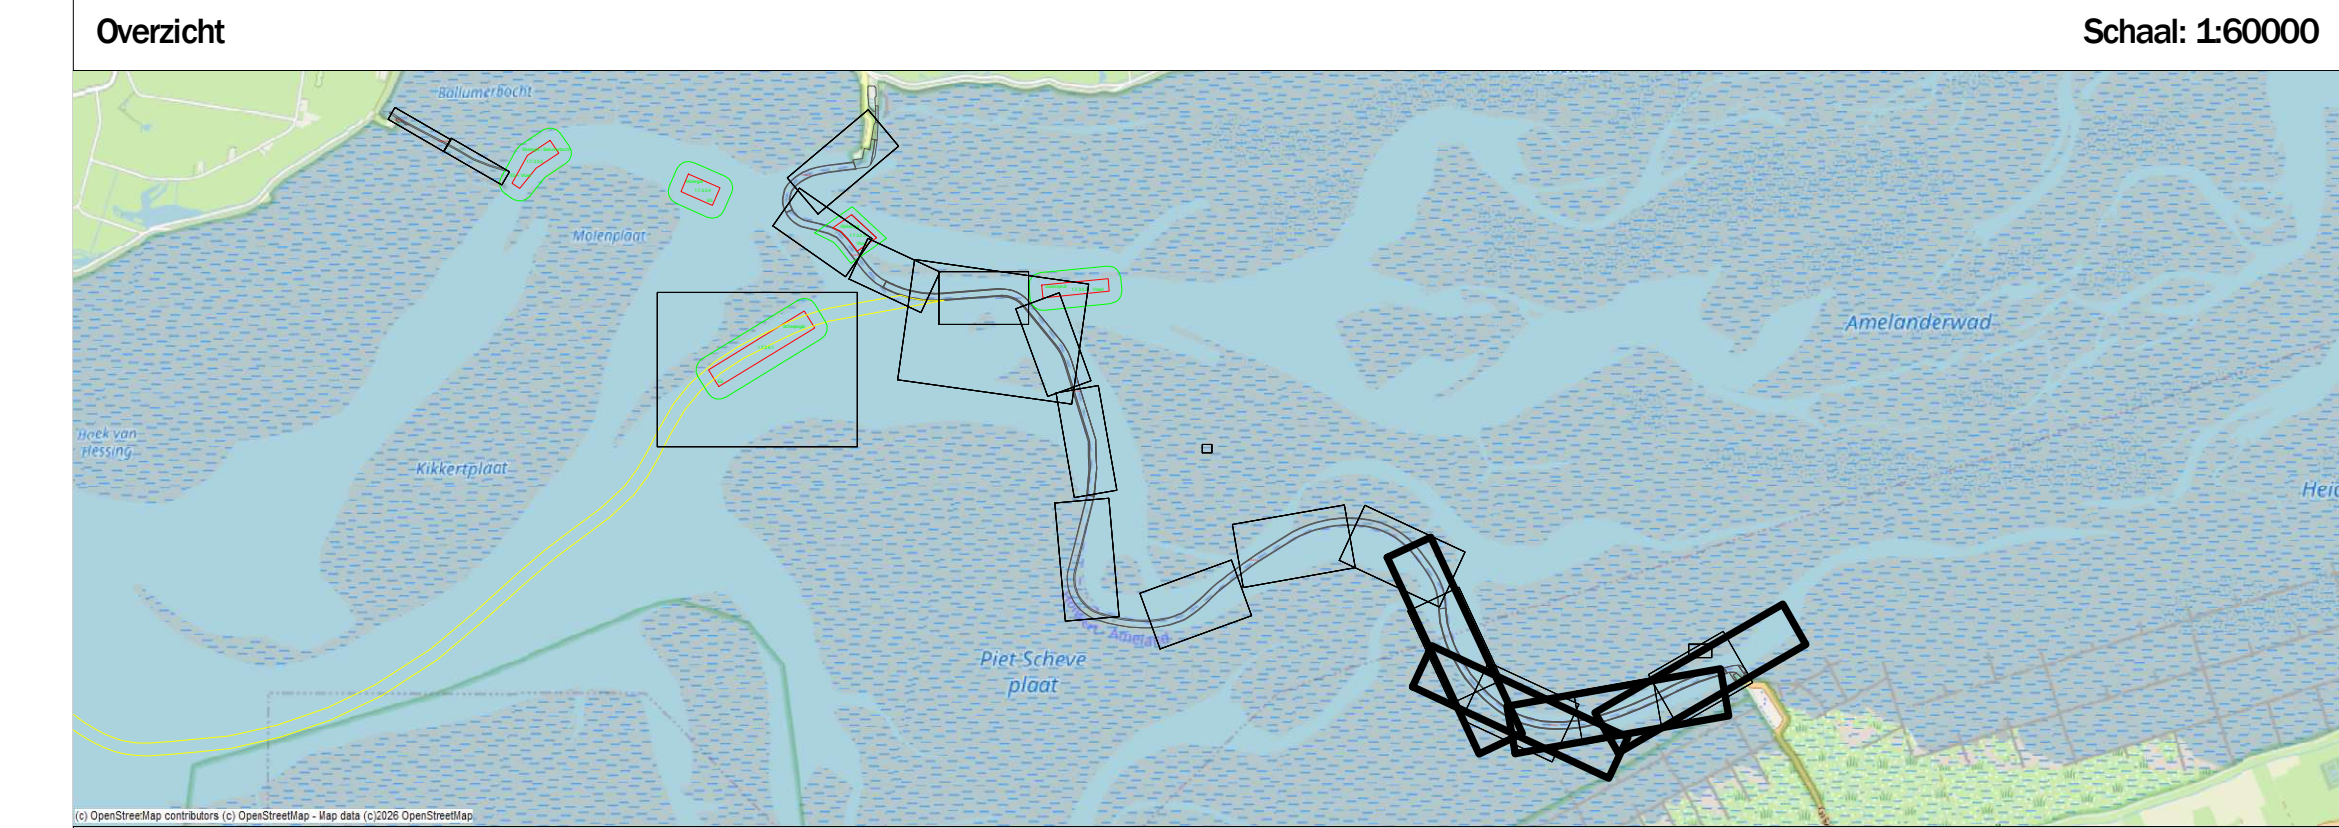 Overzicht
Schaal: 1:60000
Ballumerbocht
Molenplaat
Amelanderwad
Hoek van
Hessing
Kikkertplaat
Piet Scheve
plaat
Ameland
(c) OpenStreetMap contributors (c) OpenStreetMap - Map data (c)2026 OpenStreetMap